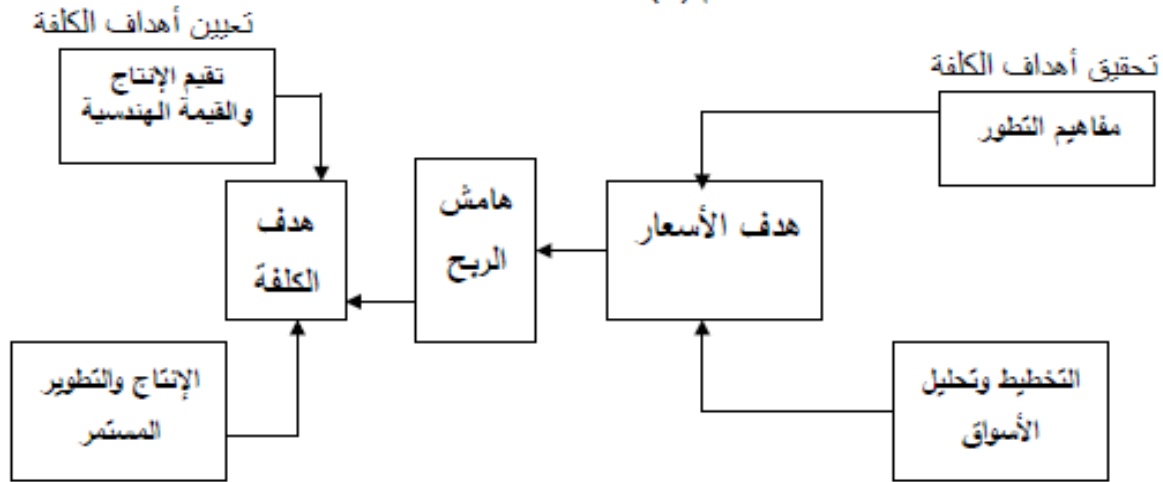 تعيين أهداف الكلفة
تحقيق أهداف الكلفة
تقيم الإنتاج
والقيمة الهندسية
مفاهيم التطور
هدف الأسعار
هامش
الربح
هدف
الكلفة
التخطيط وتحليل
الأسواق
الإنتاج والتطوير
المستمر